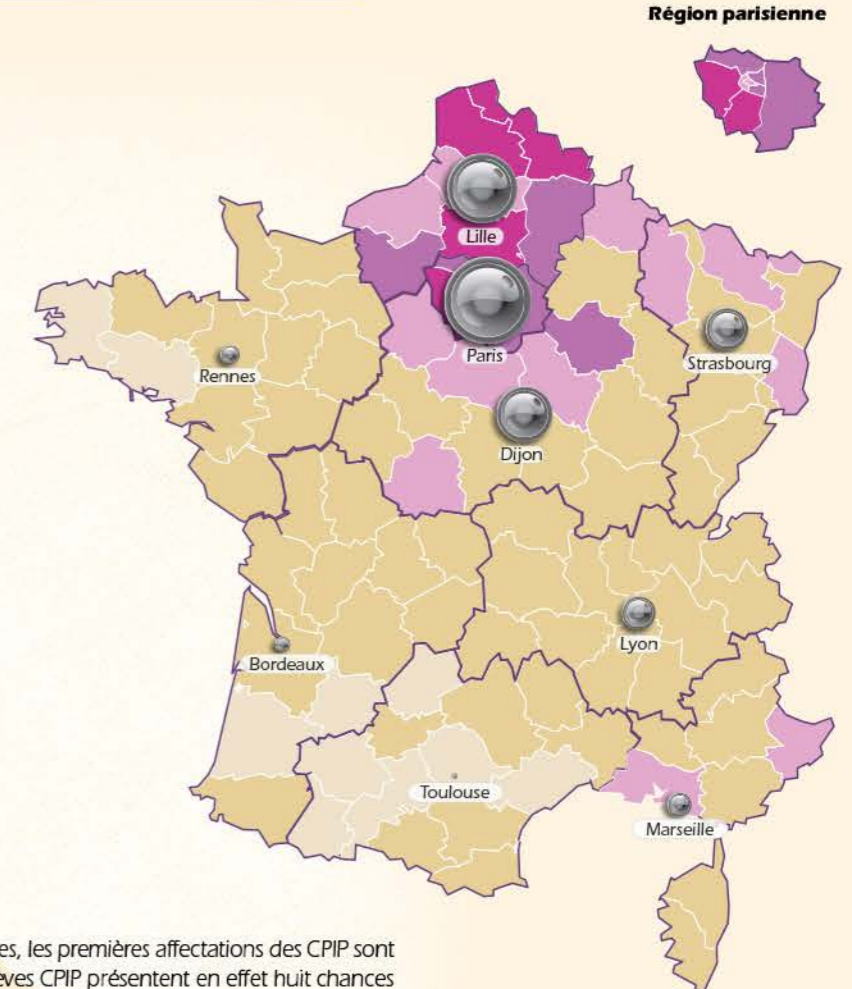 Région parisienne
Lille
Paris
Rennes
Strasbourg
Dijon
Lyon
Bordeaux
Toulouse
Marseille
es, les premières affectations des CPIP sont
èves CPIP présentent en effet huit chances